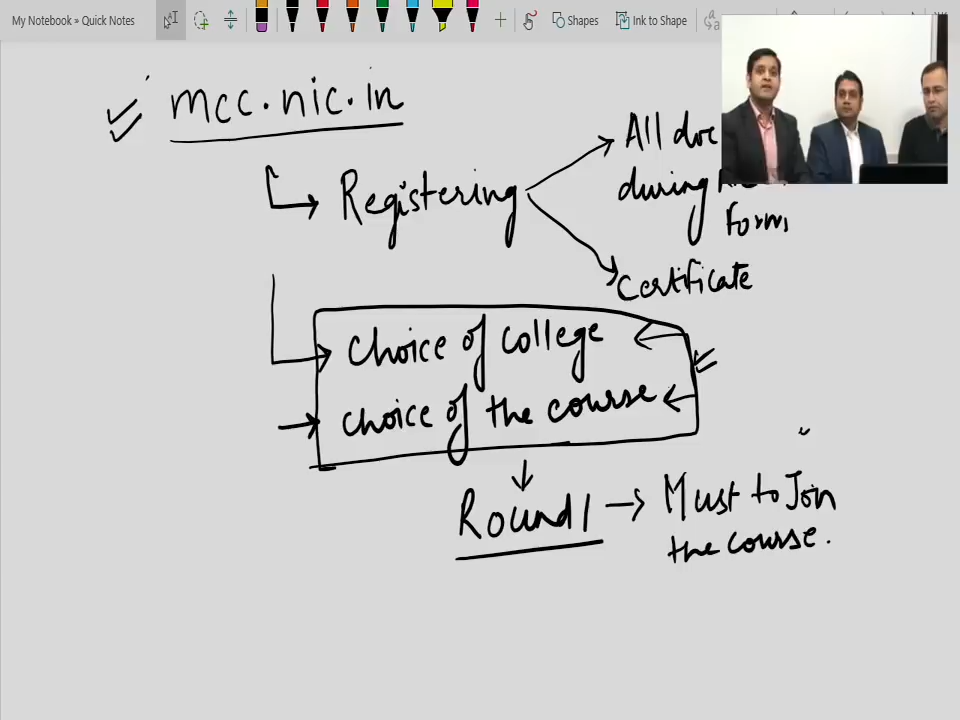 My Notebook » Quick Notes
Shapes
Ink to Shape
mcc.nic.in
Registering
All doc
during
form
Certificate
Choice of college
choice of the course
Round 1 → Must to Join
the course.